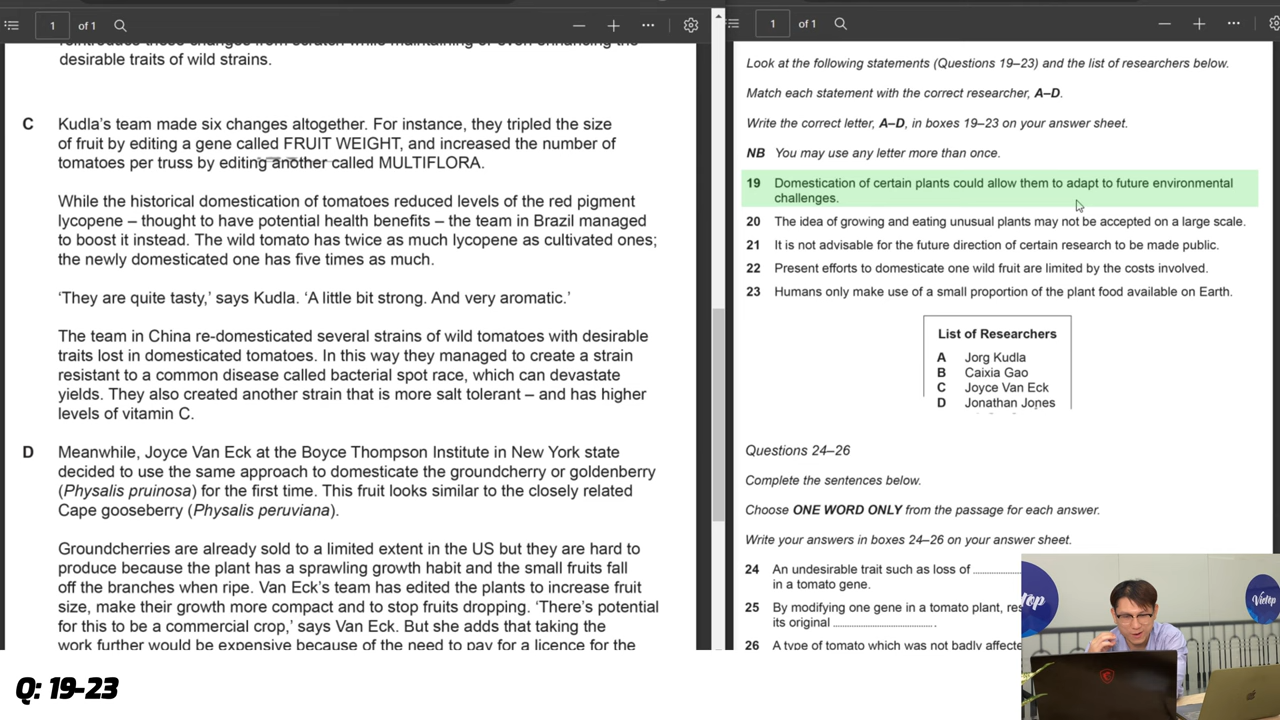 1 of 1
1 of 1
desirable traits of wild strains.
C Kudla's team made six changes altogether. For instance, they tripled the size
of fruit by editing a gene called FRUIT WEIGHT, and increased the number of
tomatoes per truss by editing another called MULTIFLORA.
While the historical domestication of tomatoes reduced levels of the red pigment
lycopene – thought to have potential health benefits – the team in Brazil managed
to boost it instead. The wild tomato has twice as much lycopene as cultivated ones;
the newly domesticated one has five times as much.
'They are quite tasty,' says Kudla. 'A little bit strong. And very aromatic.'
The team in China re-domesticated several strains of wild tomatoes with desirable
traits lost in domesticated tomatoes. In this way they managed to create a strain
resistant to a common disease called bacterial spot race, which can devastate
yields. They also created another strain that is more salt tolerant – and has higher
levels of vitamin C.
D Meanwhile, Joyce Van Eck at the Boyce Thompson Institute in New York state
decided to use the same approach to domesticate the groundcherry or goldenberry
(Physalis pruinosa) for the first time. This fruit looks similar to the closely related
Cape gooseberry (Physalis peruviana).
Groundcherries are already sold to a limited extent in the US but they are hard to
produce because the plant has a sprawling growth habit and the small fruits fall
off the branches when ripe. Van Eck's team has edited the plants to increase fruit
size, make their growth more compact and to stop fruits dropping. 'There's potential
for this to be a commercial crop,' says Van Eck. But she adds that taking the
work further would be expensive because of the need to pay for a licence for the
Look at the following statements (Questions 19–23) and the list of researchers below.
Match each statement with the correct researcher, A–D.
Write the correct letter, A–D, in boxes 19–23 on your answer sheet.
NB You may use any letter more than once.
19 Domestication of certain plants could allow them to adapt to future environmental
challenges.
20 The idea of growing and eating unusual plants may not be accepted on a large scale.
21 It is not advisable for the future direction of certain research to be made public.
22 Present efforts to domesticate one wild fruit are limited by the costs involved.
23 Humans only make use of a small proportion of the plant food available on Earth.
List of Researchers
A Jorg Kudla
B Caixia Gao
C Joyce Van Eck
D Jonathan Jones
Questions 24–26
Complete the sentences below.
Choose ONE WORD ONLY from the passage for each answer.
Write your answers in boxes 24–26 on your answer sheet.
24 An undesirable trait such as loss of ....................
in a tomato gene.
25 By modifying one gene in a tomato plant, res
its original .............................. .
26 A type of tomato which was not badly affecte
VieTop
Q: 19-23